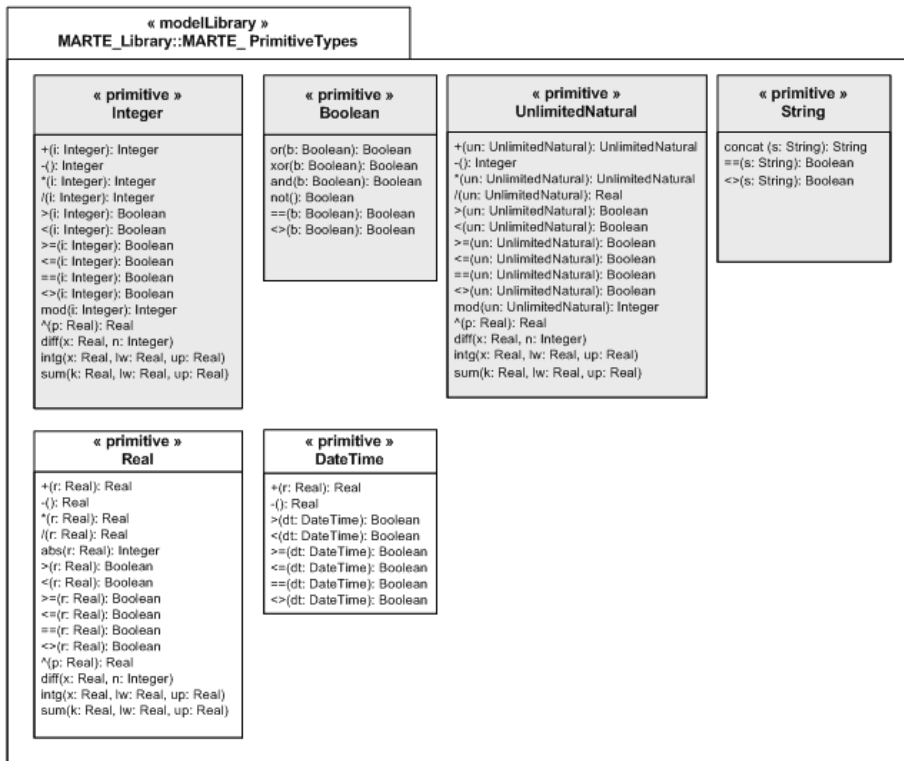 « modelLibrary »
MARTE_Library::MARTE_ PrimitiveTypes
« primitive »
Integer
+(i: Integer): Integer
-(): Integer
*(i: Integer): Integer
/(i: Integer): Integer
>(i: Integer): Boolean
<(i: Integer): Boolean
>=(i: Integer): Boolean
<=(i: Integer): Boolean
==(i: Integer): Boolean
<>(i: Integer): Boolean
mod(i: Integer): Integer
^(p: Real): Real
diff(x: Real, n: Integer)
intg(x: Real, lw: Real, up: Real)
sum(k: Real, lw: Real, up: Real)
« primitive »
Boolean
or(b: Boolean): Boolean
xor(b: Boolean): Boolean
and(b: Boolean): Boolean
not(): Boolean
==(b: Boolean): Boolean
<>(b: Boolean): Boolean
« primitive »
UnlimitedNatural
+(un: UnlimitedNatural): UnlimitedNatural
-(): Integer
*(un: UnlimitedNatural): UnlimitedNatural
/(un: UnlimitedNatural): Real
>(un: UnlimitedNatural): Boolean
<(un: UnlimitedNatural): Boolean
>=(un: UnlimitedNatural): Boolean
<=(un: UnlimitedNatural): Boolean
==(un: UnlimitedNatural): Boolean
<>(un: UnlimitedNatural): Boolean
mod(un: UnlimitedNatural): Integer
^(p: Real): Real
diff(x: Real, n: Integer)
intg(x: Real, lw: Real, up: Real)
sum(k: Real, lw: Real, up: Real)
« primitive »
String
concat (s: String): String
==(s: String): Boolean
<>(s: String): Boolean
« primitive »
Real
+(r: Real): Real
-(): Real
*(r: Real): Real
/(r: Real): Real
abs(r: Real): Integer
>(r: Real): Boolean
<(r: Real): Boolean
>=(r: Real): Boolean
<=(r: Real): Boolean
==(r: Real): Boolean
<>(r: Real): Boolean
^(p: Real): Real
diff(x: Real, n: Integer)
intg(x: Real, lw: Real, up: Real)
sum(k: Real, lw: Real, up: Real)
« primitive »
DateTime
+(r: Real): Real
-(): Real
>(dt: DateTime): Boolean
<(dt: DateTime): Boolean
>=(dt: DateTime): Boolean
<=(dt: DateTime): Boolean
==(dt: DateTime): Boolean
<>(dt: DateTime): Boolean